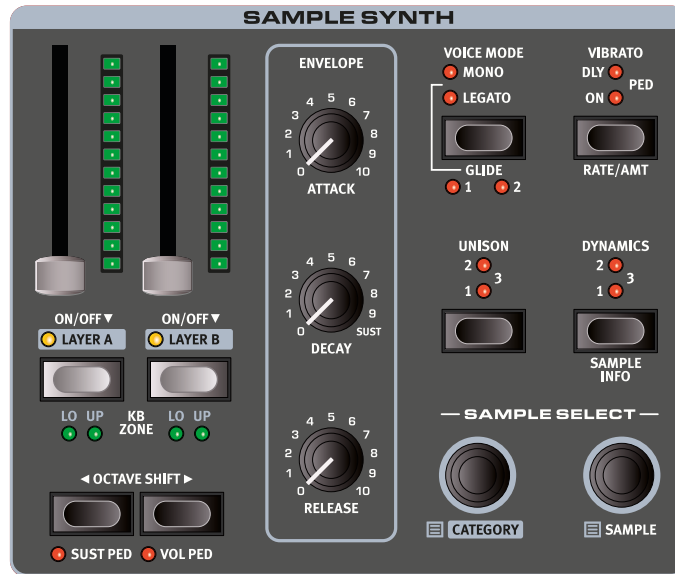 SAMPLE SYNTH
ON/OFF ▼
LAYER A
ON/OFF ▼
LAYER B
LO UP
KB ZONE
LO UP
◄ OCTAVE SHIFT ►
SUST PED
VOL PED
ENVELOPE
0 1 2 3 4 5 6 7 8 9 10
ATTACK
0 1 2 3 4 5 6 7 8 9 SUST
DECAY
0 1 2 3 4 5 6 7 8 9 10
RELEASE
VOICE MODE
MONO
LEGATO
GLIDE
1 2
VIBRATO
DLY
PED
ON
RATE/AMT
UNISON
2
3
1
DYNAMICS
2
3
1
SAMPLE
INFO
SAMPLE SELECT
CATEGORY
SAMPLE